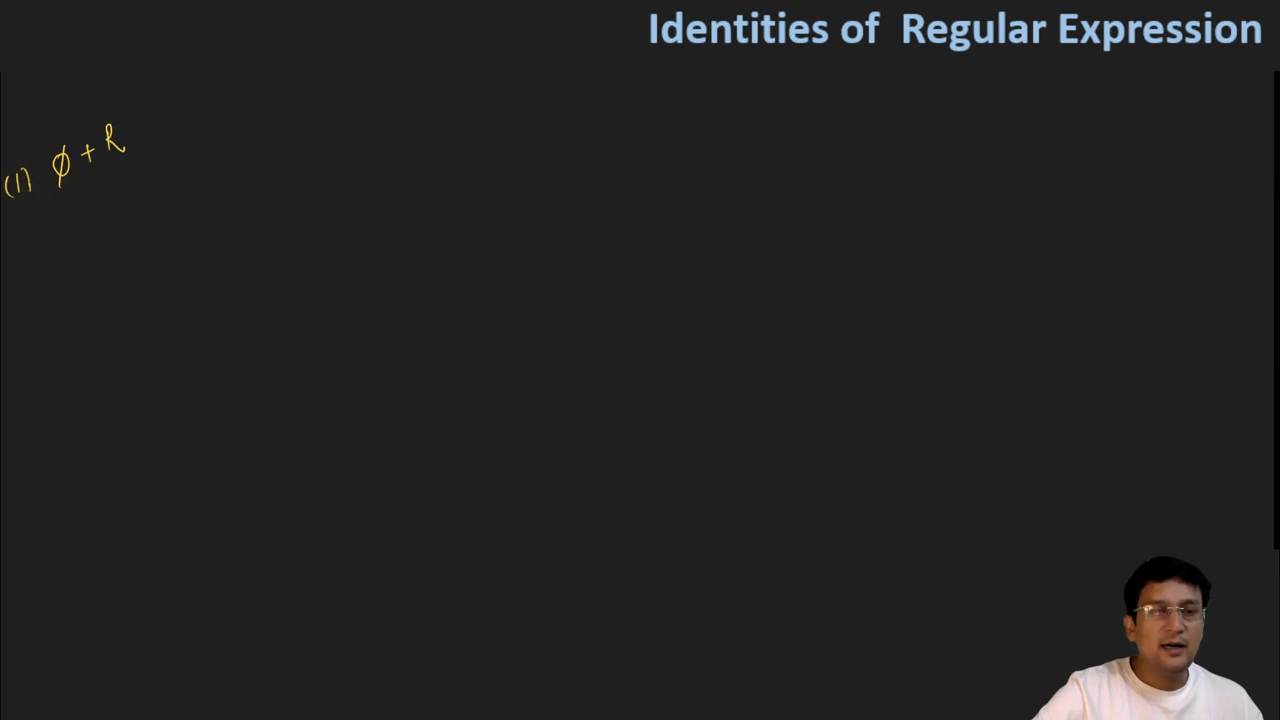 Identities of Regular Expression
(1) ϕ + R